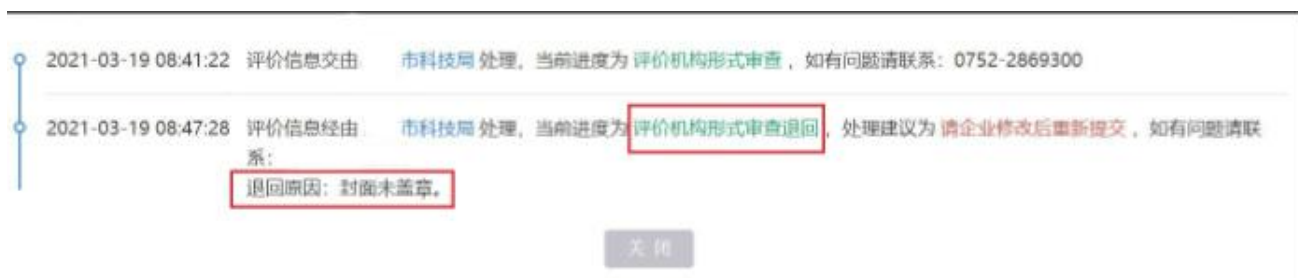 2021-03-19 08:41:22 评价信息交由 市科技局 处理，当前进度为 评价机构形式审查 ，如有问题请联系：0752-2869300
2021-03-19 08:47:28 评价信息经由 市科技局 处理，当前进度为 评价机构形式审查退回 ，处理建议为 请企业修改后重新提交 ，如有问题请联
系：
退回原因：封面未盖章。
关 闭